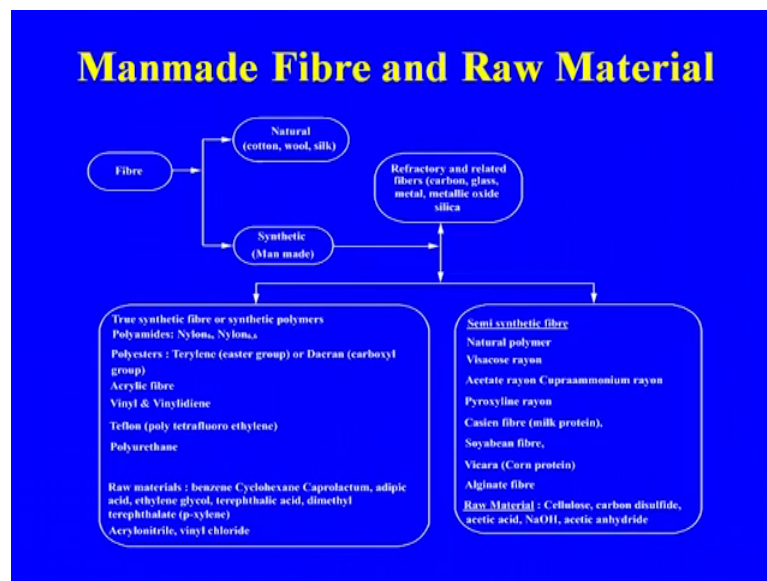 Manmade Fibre and Raw Material
Natural
(cotton, wool, silk)
Fibre
Refractory and related
fibers (carbon, glass,
metal, metallic oxide
silica
Synthetic
(Man made)
True synthetic fibre or synthetic polymers
Polyamides: Nylon₆, Nylon₆,₆
Polyesters : Terylene (easter group) or Dacran (carboxyl
group)
Acrylic fibre
Vinyl & Vinylidiene
Teflon (poly tetrafluoro ethylene)
Polyurethane
Raw materials : benzene Cyclohexane Caprolactum, adipic
acid, ethylene glycol, terephthalic acid, dimethyl
terephthalate (p-xylene)
Acrylonitrile, vinyl chloride
Semi synthetic fibre
Natural polymer
Visacose rayon
Acetate rayon Cupraammonium rayon
Pyroxyline rayon
Casien fibre (milk protein),
Soyabean fibre,
Vicara (Corn protein)
Alginate fibre
Raw Material : Cellulose, carbon disulfide,
acetic acid, NaOH, acetic anhydride